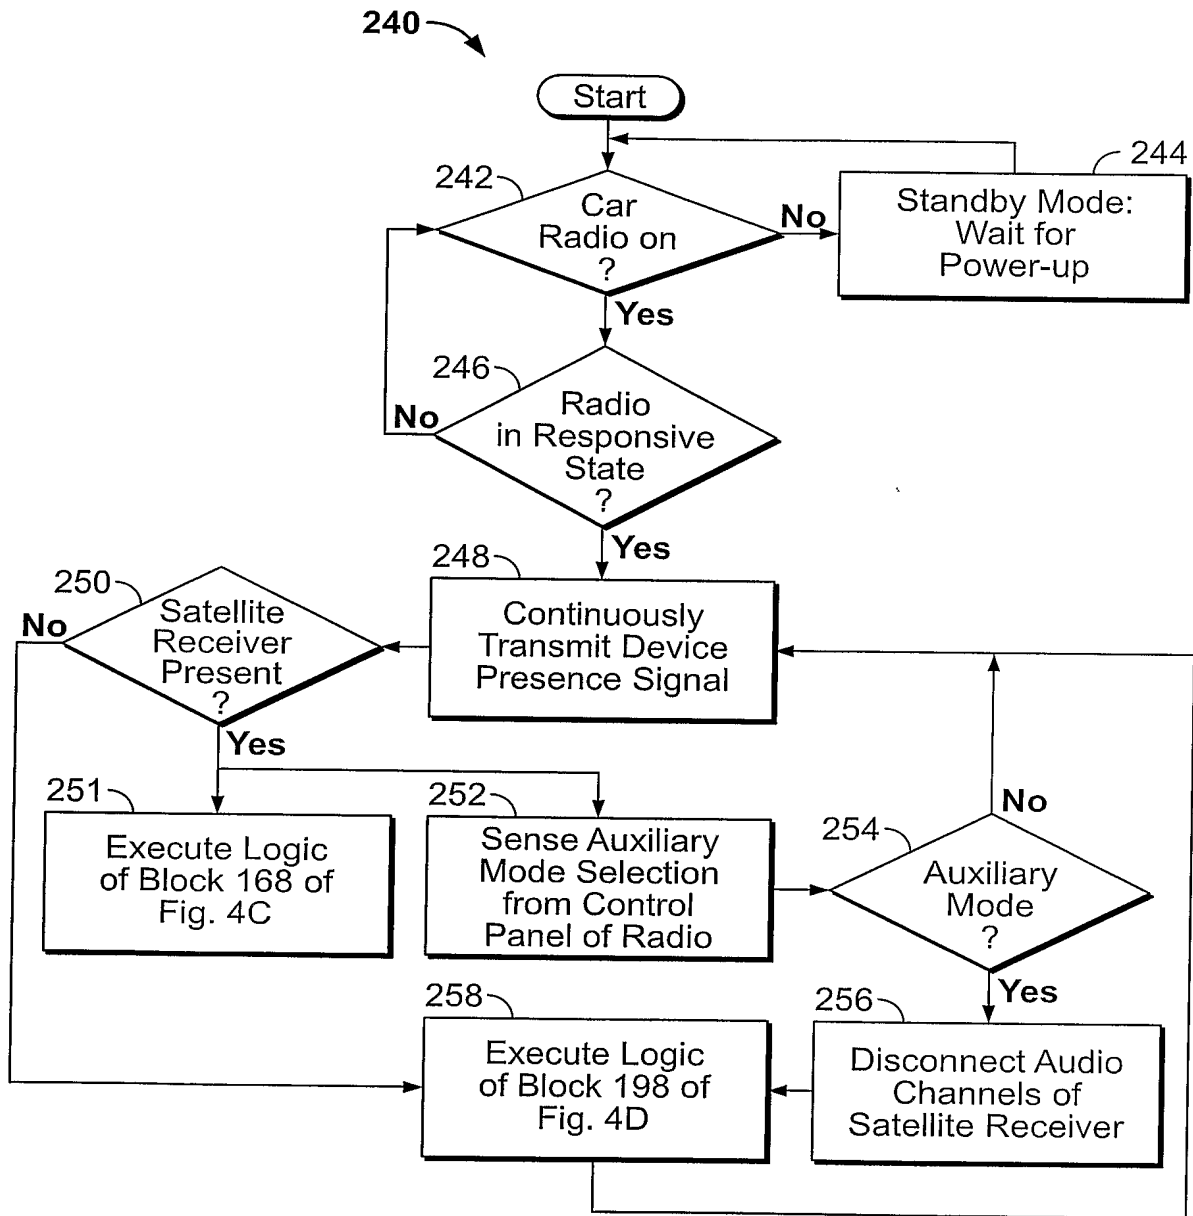 240
Start
242
Car
Radio on
?
No
244
Standby Mode:
Wait for
Power-up
Yes
246
Radio
in Responsive
State
?
No
Yes
248
Continuously
Transmit Device
Presence Signal
250
Satellite
Receiver
Present
?
No
Yes
251
Execute Logic
of Block 168 of
Fig. 4C
252
Sense Auxiliary
Mode Selection
from Control
Panel of Radio
254
Auxiliary
Mode
?
No
Yes
256
Disconnect Audio
Channels of
Satellite Receiver
258
Execute Logic
of Block 198 of
Fig. 4D